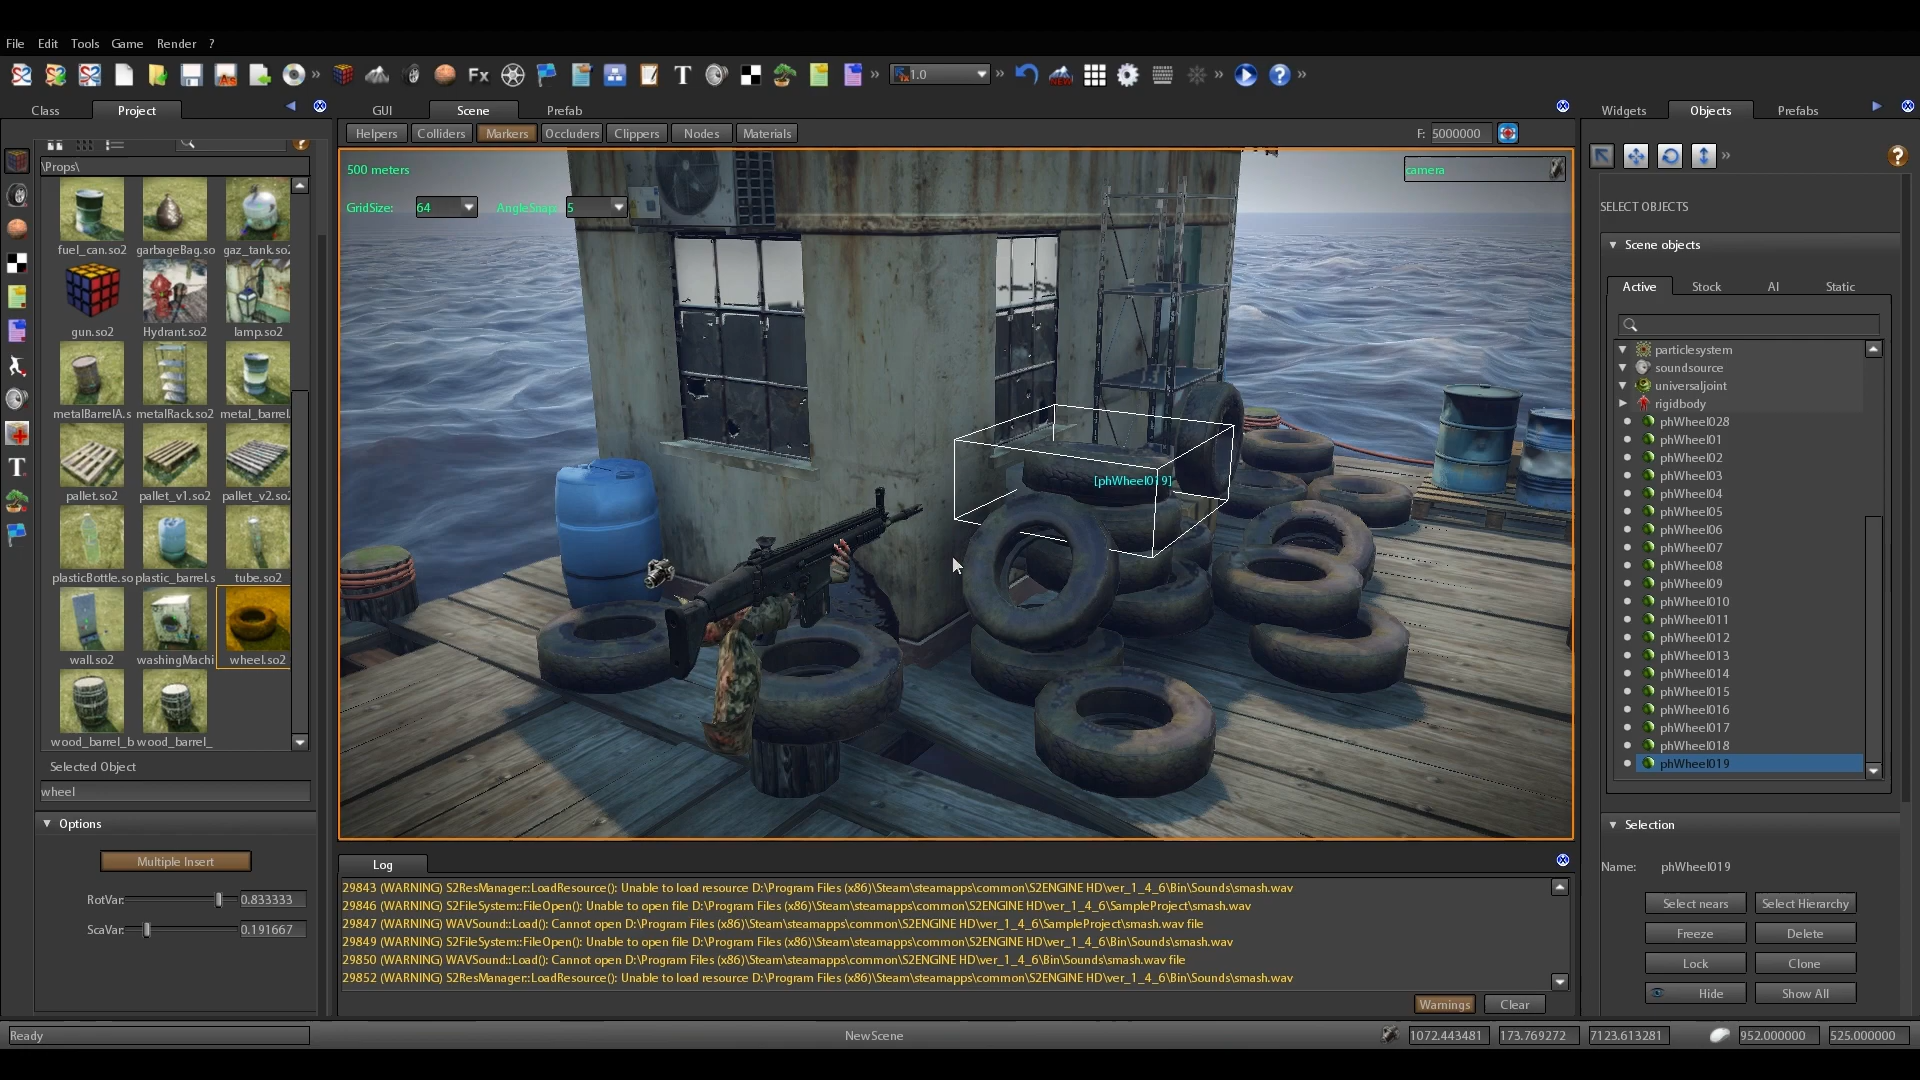 File Edit Tools Game Render ?
Fx T 1.0
Class Project
GUI Scene Prefab
Widgets Objects Prefabs
Helpers Colliders Markers Occluders Clippers Nodes Materials F: 5000000
\Props\
500 meters
camera
GridSize: 64 AngleSnap: 5
SELECT OBJECTS
Scene objects
Active Stock AI Static
fuel_can.so2 garbageBag.so gaz_tank.so
gun.so2 Hydrant.so2 lamp.so2
metalBarrelA.s metalRack.so2 metal_barrel.
pallet.so2 pallet_v1.so2 pallet_v2.so
plasticBottle.so plastic_barrel.s tube.so2
wall.so2 washingMachi wheel.so2
wood_barrel_b wood_barrel_
[phWheel019]
particlesystem
soundsource
universaljoint
rigidbody
phWheel028
phWheel01
phWheel02
phWheel03
phWheel04
phWheel05
phWheel06
phWheel07
phWheel08
phWheel09
phWheel010
phWheel011
phWheel012
phWheel013
phWheel014
phWheel015
phWheel016
phWheel017
phWheel018
phWheel019
Selected Object
wheel
Options
Multiple Insert
RotVar: 0.833333
ScaVar: 0.191667
Selection
Name: phWheel019
Select nears Select Hierarchy
Freeze Delete
Lock Clone
Hide Show All
Log
29843 (WARNING) S2ResManager::LoadResource(): Unable to load resource D:\Program Files (x86)\Steam\steamapps\common\S2ENGINE HD\ver_1_4_6\Bin\Sounds\smash.wav
29846 (WARNING) S2FileSystem::FileOpen(): Unable to open file D:\Program Files (x86)\Steam\steamapps\common\S2ENGINE HD\ver_1_4_6\SampleProject\smash.wav
29847 (WARNING) WAVSound::Load(): Cannot open D:\Program Files (x86)\Steam\steamapps\common\S2ENGINE HD\ver_1_4_6\SampleProject\smash.wav file
29849 (WARNING) S2FileSystem::FileOpen(): Unable to open file D:\Program Files (x86)\Steam\steamapps\common\S2ENGINE HD\ver_1_4_6\Bin\Sounds\smash.wav
29850 (WARNING) WAVSound::Load(): Cannot open D:\Program Files (x86)\Steam\steamapps\common\S2ENGINE HD\ver_1_4_6\Bin\Sounds\smash.wav file
29852 (WARNING) S2ResManager::LoadResource(): Unable to load resource D:\Program Files (x86)\Steam\steamapps\common\S2ENGINE HD\ver_1_4_6\Bin\Sounds\smash.wav
Warnings Clear
Ready NewScene 1072.443481 173.769272 7123.613281 952.000000 525.000000